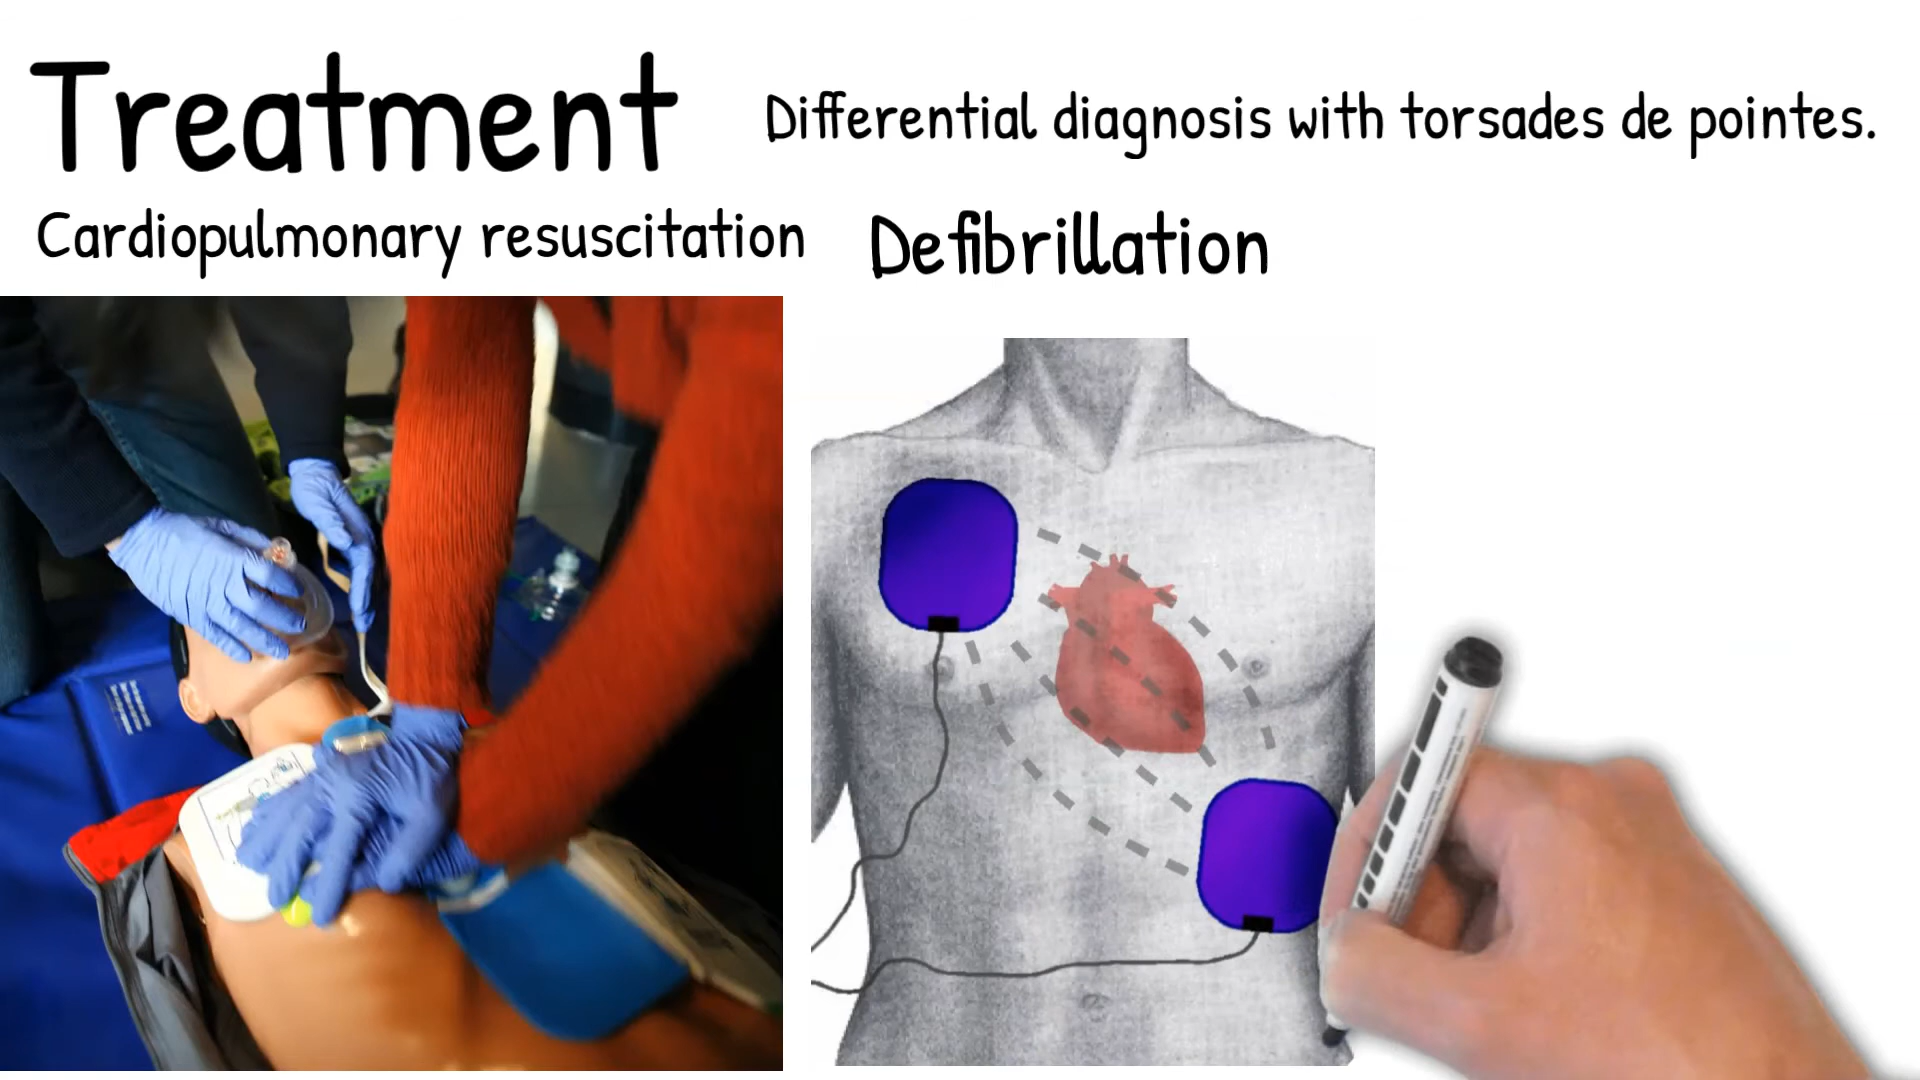 Treatment
Differential diagnosis with torsades de pointes.
Cardiopulmonary resuscitation
Defibrillation